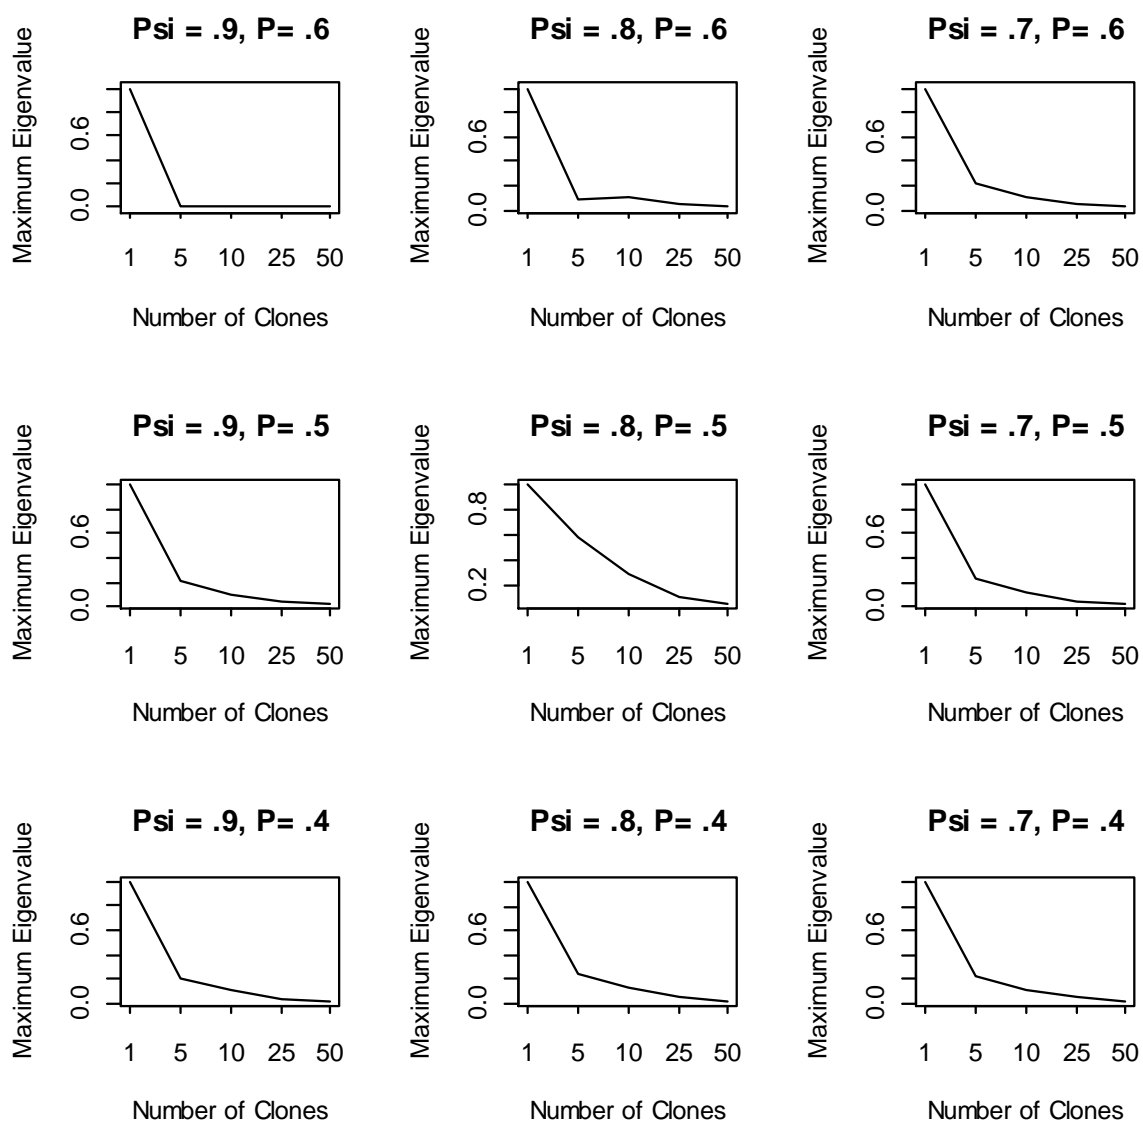 Psi = .9, P= .6
Psi = .8, P= .6
Psi = .7, P= .6
Maximum Eigenvalue
0.0
0.6
1 5 10 25 50
Number of Clones
Maximum Eigenvalue
0.0
0.6
1 5 10 25 50
Number of Clones
Maximum Eigenvalue
0.0
0.6
1 5 10 25 50
Number of Clones
Psi = .9, P= .5
Psi = .8, P= .5
Psi = .7, P= .5
Maximum Eigenvalue
0.0
0.6
1 5 10 25 50
Number of Clones
Maximum Eigenvalue
0.2
0.8
1 5 10 25 50
Number of Clones
Maximum Eigenvalue
0.0
0.6
1 5 10 25 50
Number of Clones
Psi = .9, P= .4
Psi = .8, P= .4
Psi = .7, P= .4
Maximum Eigenvalue
0.0
0.6
1 5 10 25 50
Number of Clones
Maximum Eigenvalue
0.0
0.6
1 5 10 25 50
Number of Clones
Maximum Eigenvalue
0.0
0.6
1 5 10 25 50
Number of Clones